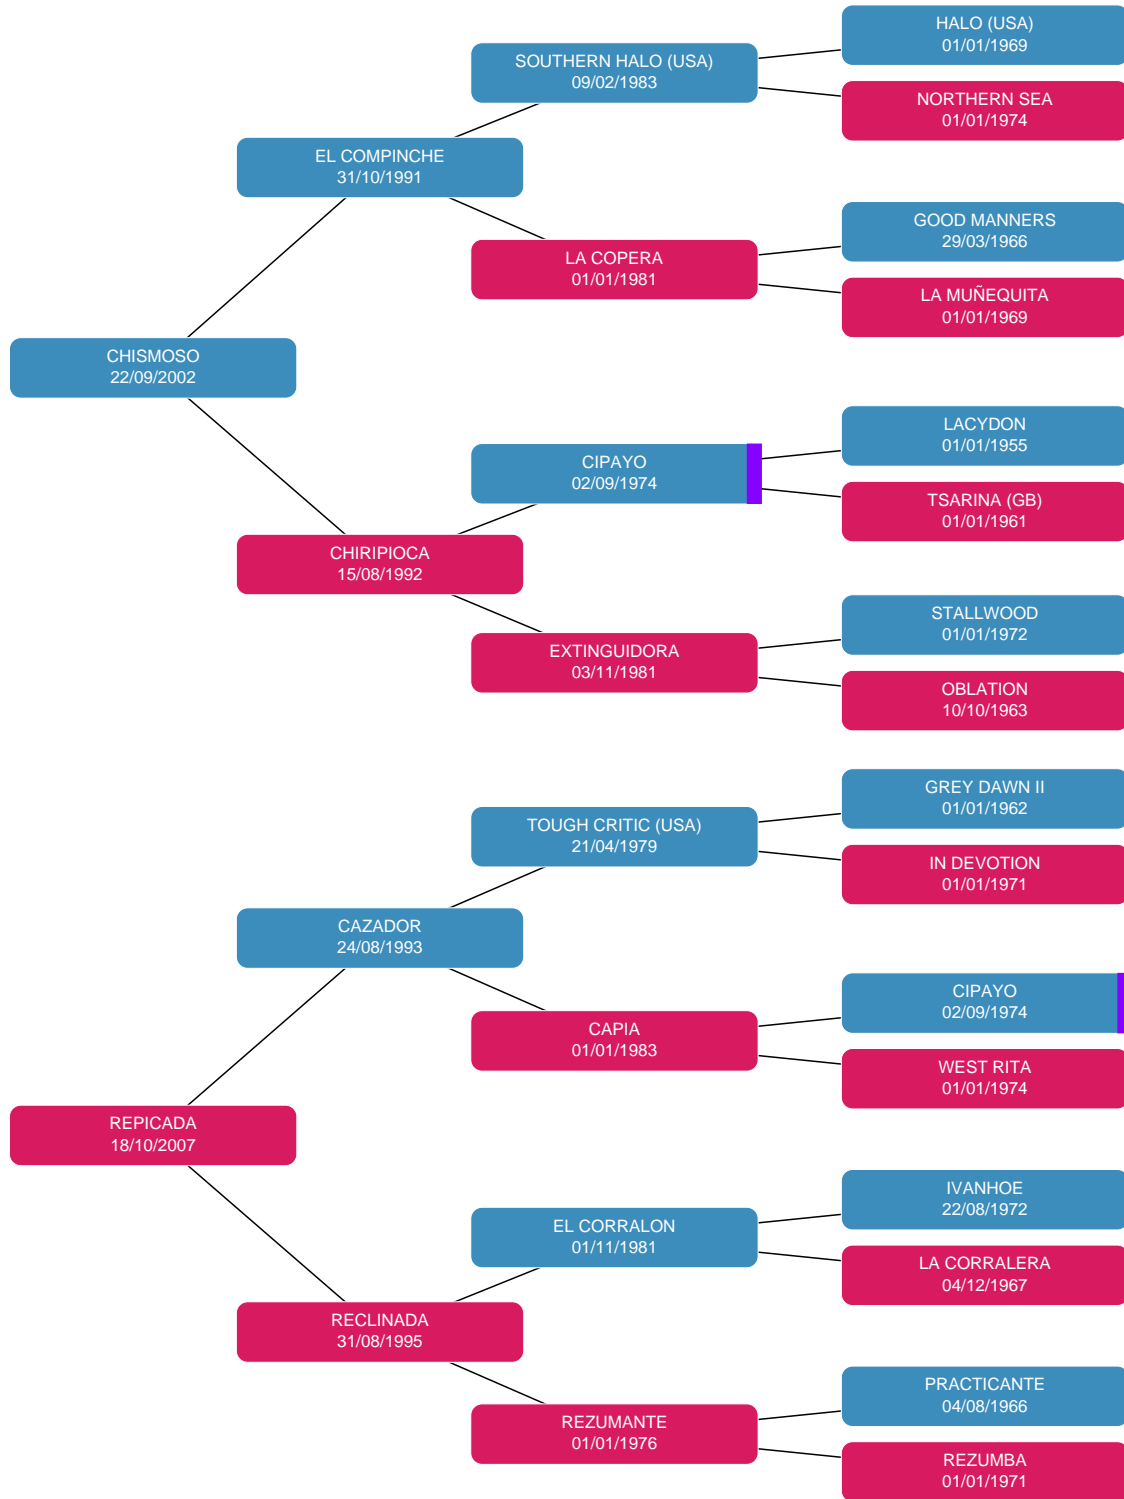 HALO (USA)
01/01/1969
SOUTHERN HALO (USA)
09/02/1983
NORTHERN SEA
01/01/1974
EL COMPINCHE
31/10/1991
GOOD MANNERS
29/03/1966
LA COPERA
01/01/1981
LA MUÑEQUITA
01/01/1969
CHISMOSO
22/09/2002
LACYDON
01/01/1955
CIPAYO
02/09/1974
TSARINA (GB)
01/01/1961
CHIRIPIOCA
15/08/1992
STALLWOOD
01/01/1972
EXTINGUIDORA
03/11/1981
OBLATION
10/10/1963
GREY DAWN II
01/01/1962
TOUGH CRITIC (USA)
21/04/1979
IN DEVOTION
01/01/1971
CAZADOR
24/08/1993
CIPAYO
02/09/1974
CAPIA
01/01/1983
WEST RITA
01/01/1974
REPICADA
18/10/2007
IVANHOE
22/08/1972
EL CORRALON
01/11/1981
LA CORRALERA
04/12/1967
RECLINADA
31/08/1995
PRACTICANTE
04/08/1966
REZUMANTE
01/01/1976
REZUMBA
01/01/1971